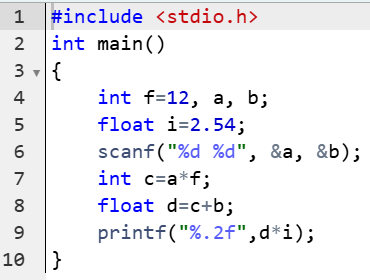 1 #include <stdio.h>
2 int main()
3 {
4     int f=12, a, b;
5     float i=2.54;
6     scanf("%d %d", &a, &b);
7     int c=a*f;
8     float d=c+b;
9     printf("%.2f",d*i);
10 }